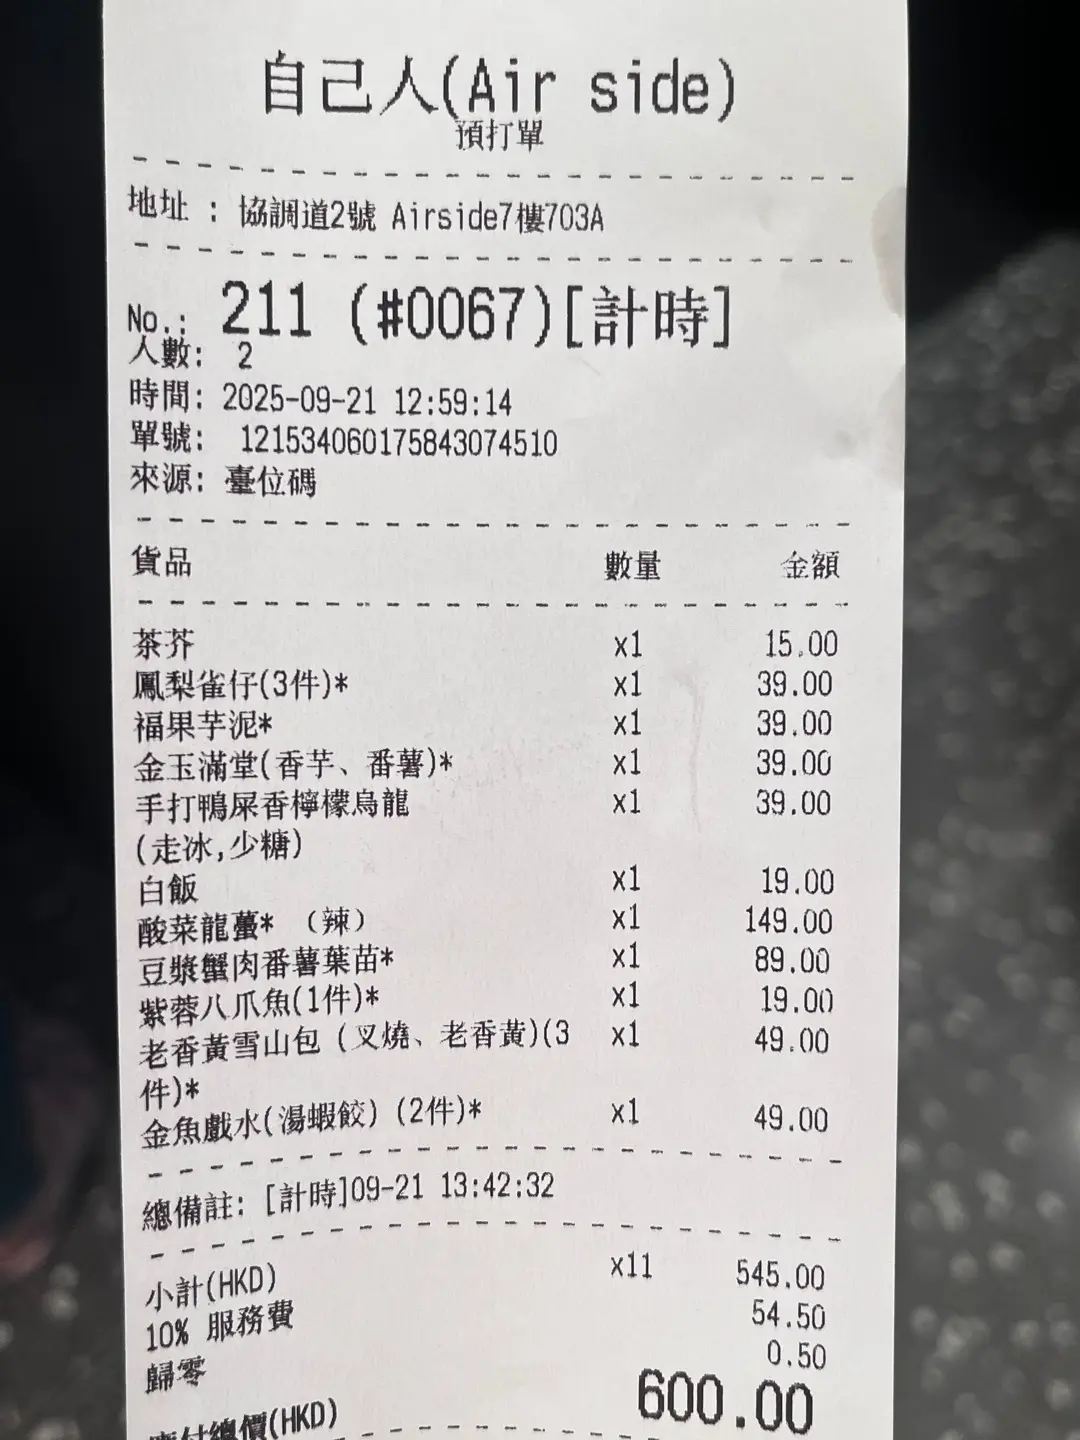 自己人(Air side)
預打單
地址 : 協調道2號 Airside7樓703A
No.: 211 (#0067)[計時]
人數: 2
時間: 2025-09-21 12:59:14
單號: 121534060175843074510
來源: 臺位碼
貨品 數量 金額
茶芥 x1 15.00
鳳梨雀仔(3件)* x1 39.00
福果芋泥* x1 39.00
金玉滿堂(香芋、番薯)* x1 39.00
手打鴨屎香檸檬烏龍 x1 39.00
(走冰,少糖)
白飯 x1 19.00
酸菜龍躉* (辣) x1 149.00
豆漿蟹肉番薯葉苗* x1 89.00
紫蓉八爪魚(1件)* x1 19.00
老香黃雪山包 (叉燒、老香黃)(3 x1 49.00
件)*
金魚戲水(湯蝦餃) (2件)* x1 49.00
總備註: [計時]09-21 13:42:32
小計(HKD) x11 545.00
10% 服務費 54.50
歸零 0.50
應付總價(HKD) 600.00